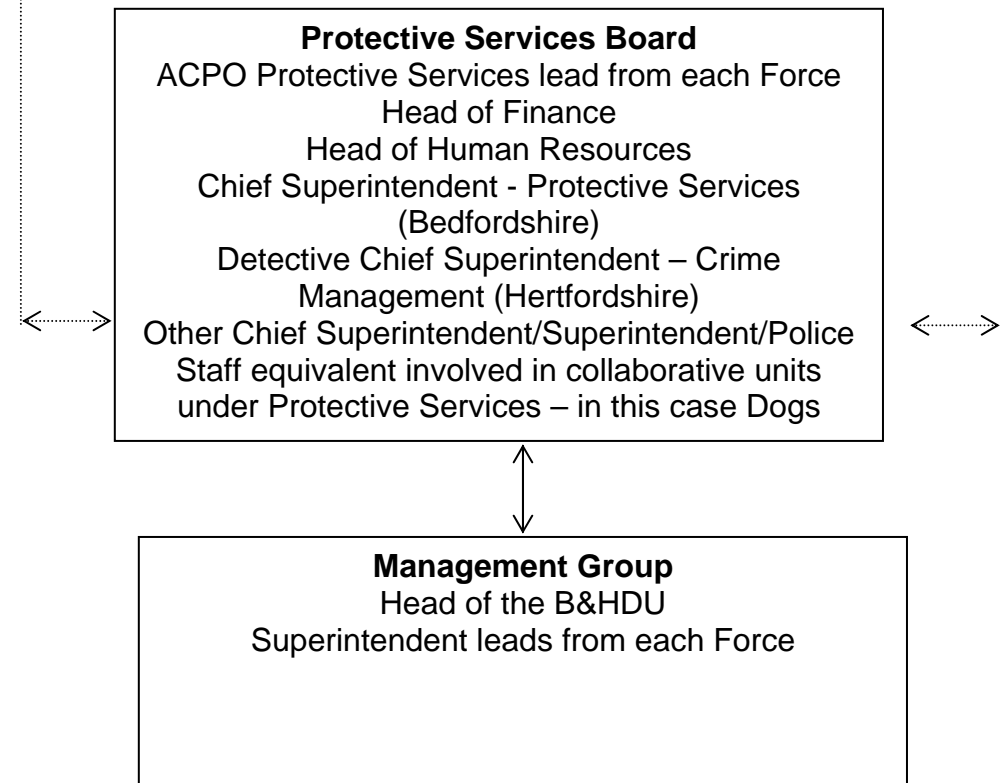 Protective Services Board
ACPO Protective Services lead from each Force
Head of Finance
Head of Human Resources
Chief Superintendent - Protective Services
(Bedfordshire)
Detective Chief Superintendent – Crime
Management (Hertfordshire)
Other Chief Superintendent/Superintendent/Police
Staff equivalent involved in collaborative units
under Protective Services – in this case Dogs
Management Group
Head of the B&HDU
Superintendent leads from each Force